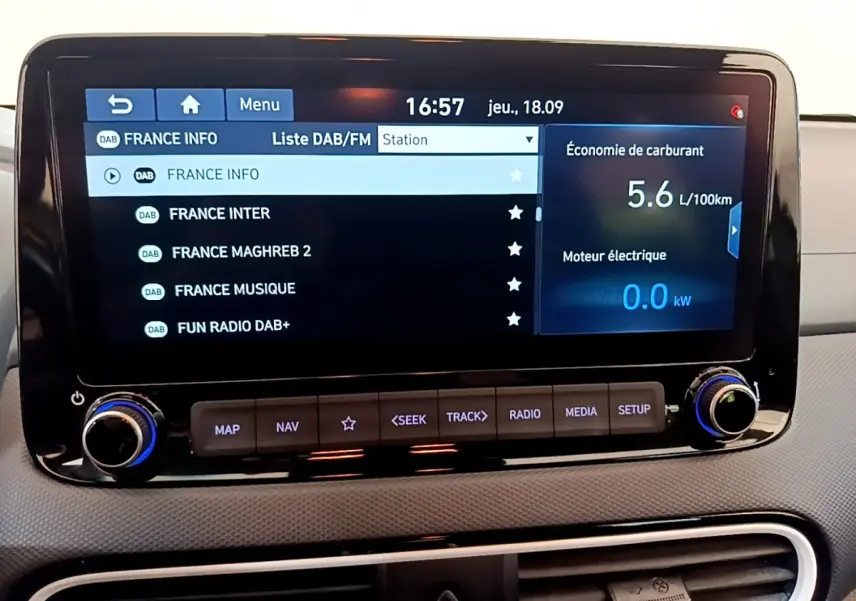 Menu 16:57 jeu., 18.09
DAB FRANCE INFO Liste DAB/FM Station
DAB FRANCE INFO
DAB FRANCE INTER
DAB FRANCE MAGHREB 2
DAB FRANCE MUSIQUE
DAB FUN RADIO DAB+
Économie de carburant
5.6 L/100km
Moteur électrique
0.0 kW
MAP NAV <SEEK TRACK> RADIO MEDIA SETUP